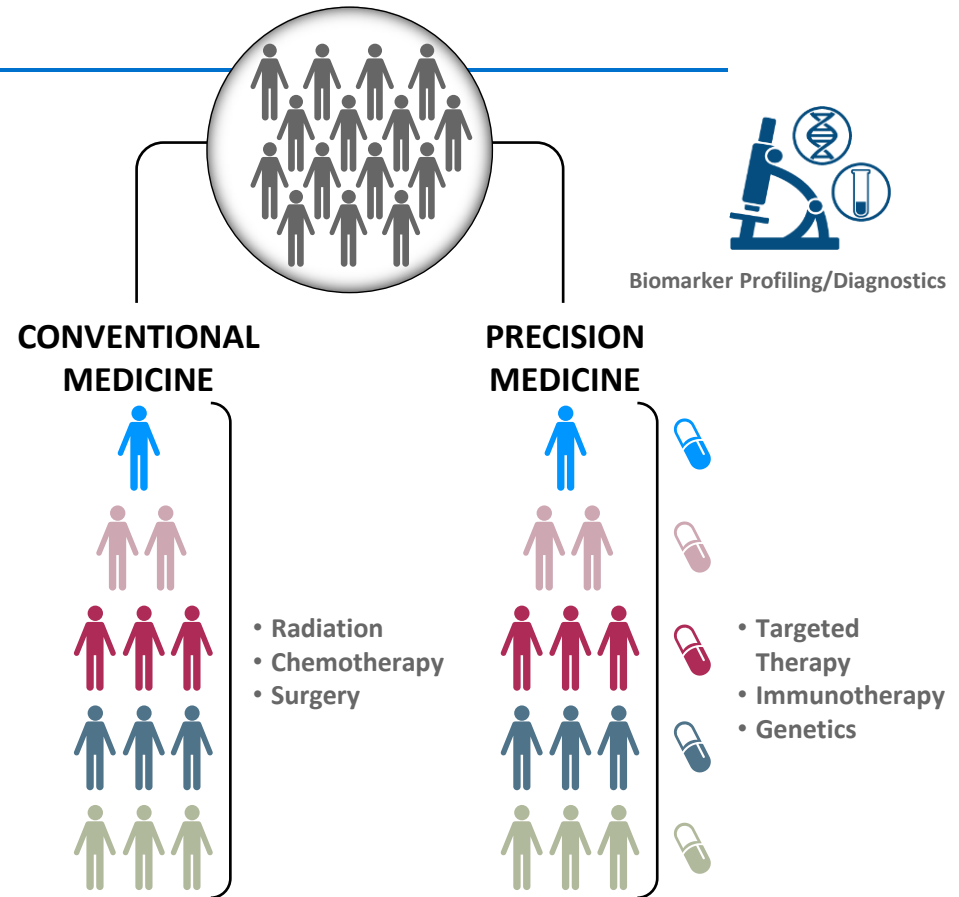 Biomarker Profiling/Diagnostics
CONVENTIONAL
MEDICINE
• Radiation
• Chemotherapy
• Surgery
PRECISION
MEDICINE
• Targeted
Therapy
• Immunotherapy
• Genetics